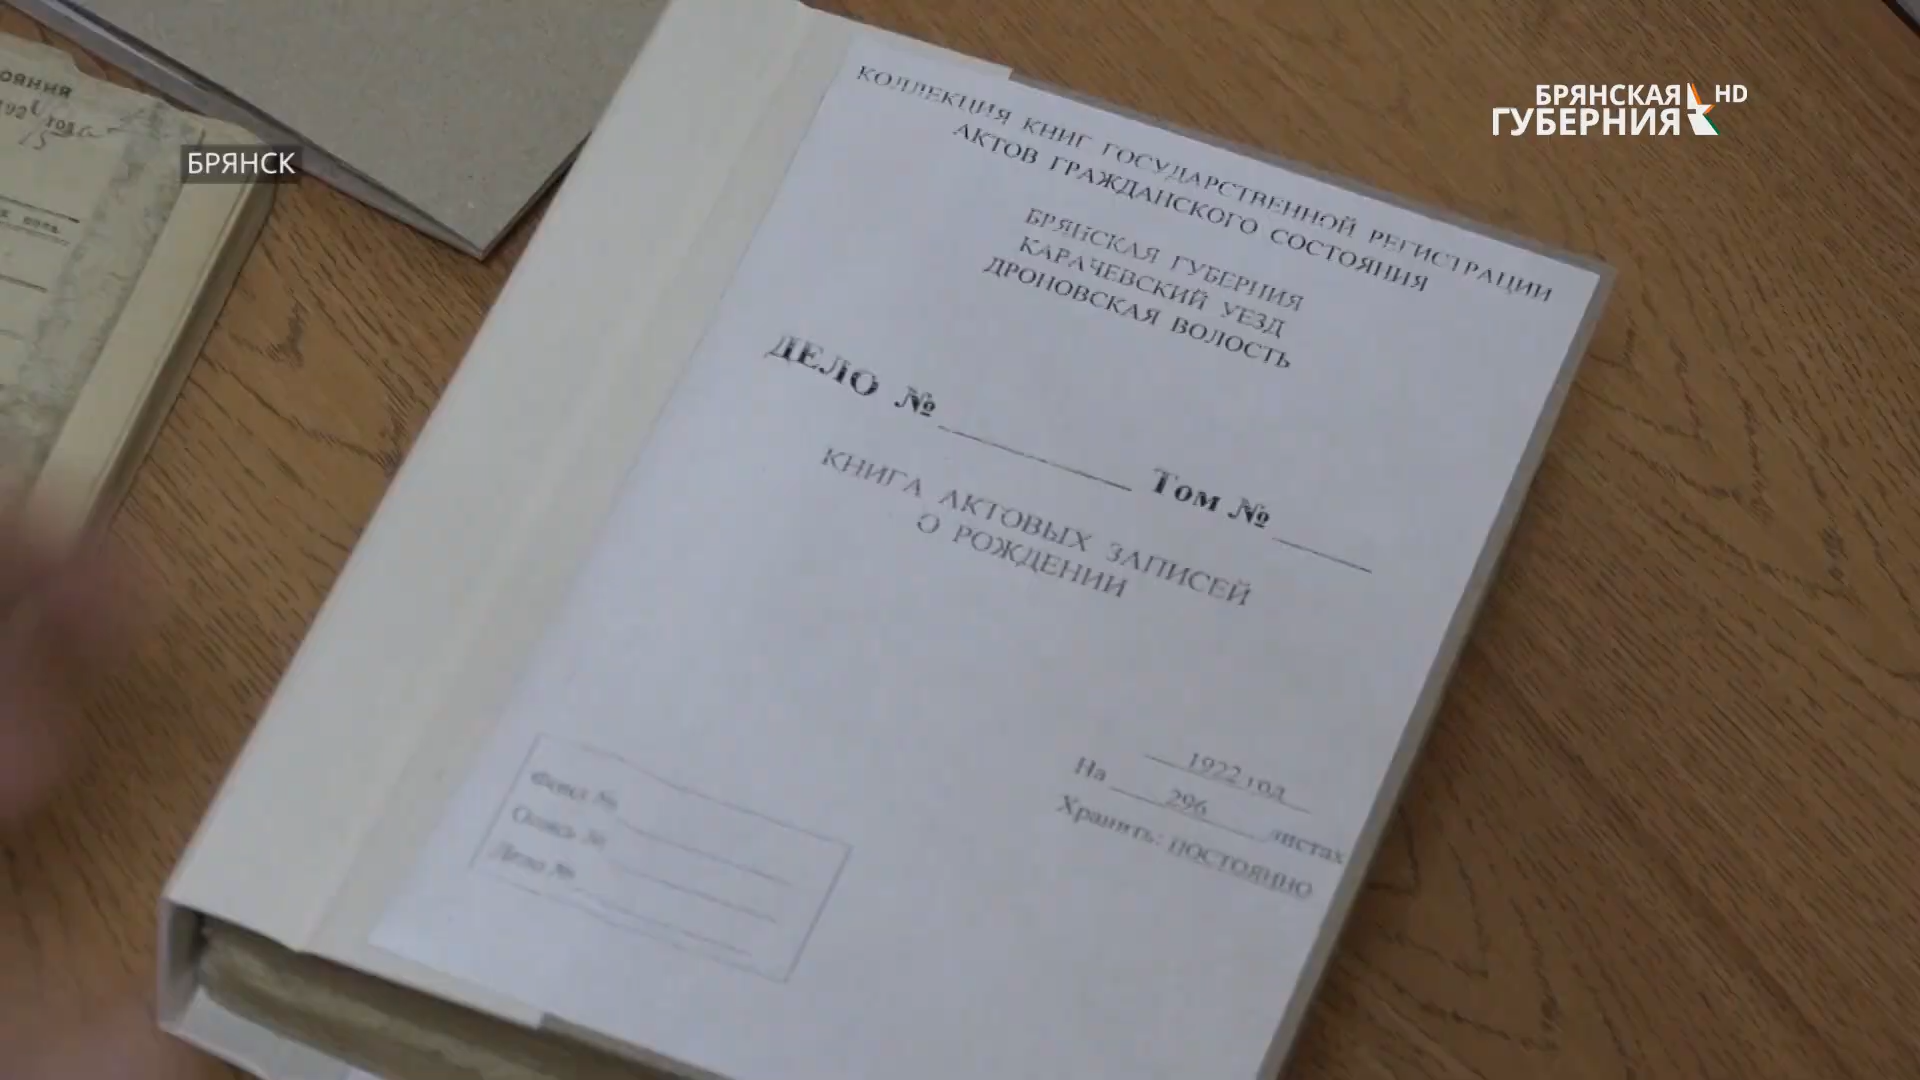 БРЯНСКАЯ HD
ГУБЕРНИЯ
БРЯНСК
года
КОЛЛЕКЦИЯ КНИГ ГОСУДАРСТВЕННОЙ РЕГИСТРАЦИИ
АКТОВ ГРАЖДАНСКОГО СОСТОЯНИЯ
БРЯНСКАЯ ГУБЕРНИЯ
КАРАЧЕВСКИЙ УЕЗД
ДРОНОВСКАЯ ВОЛОСТЬ
ДЕЛО № Том №
КНИГА АКТОВЫХ ЗАПИСЕЙ
О РОЖДЕНИИ
1922 год
На 296 листах
Хранить: постоянно
Фонд №
Опись №
Дело №